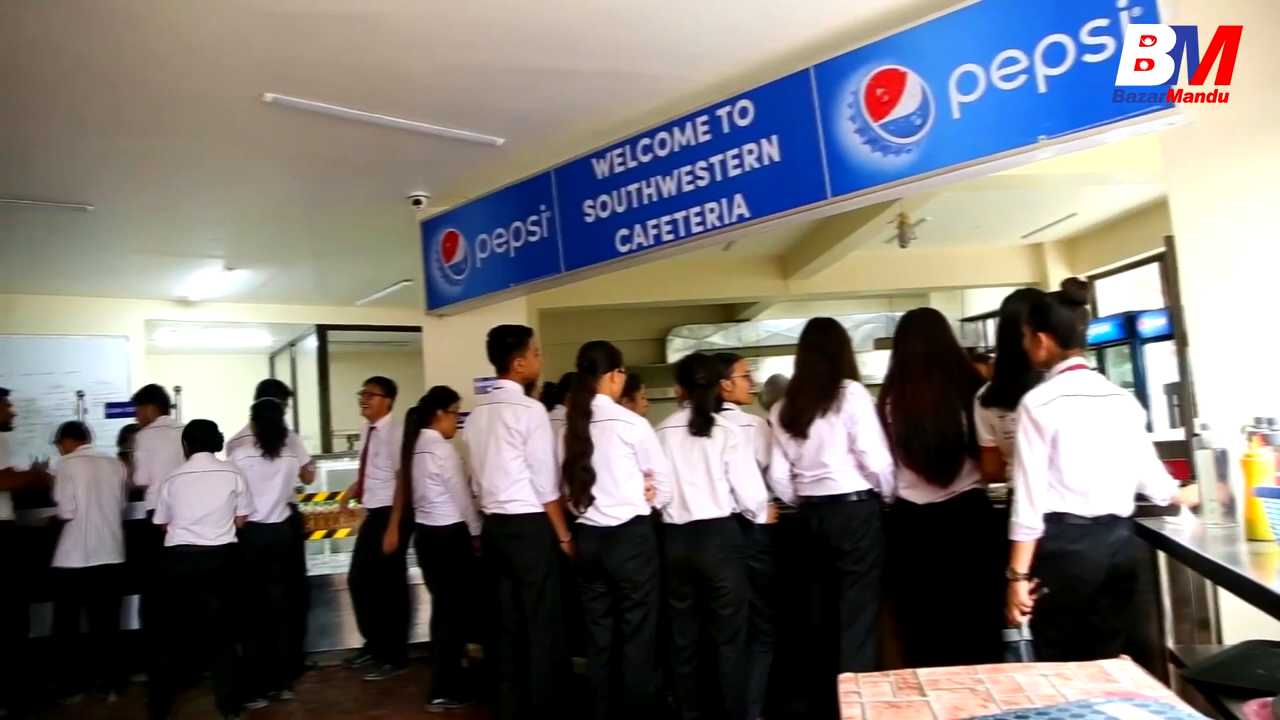 BM
BazarMandu
pepsi
WELCOME TO
SOUTHWESTERN
CAFETERIA
pepsi